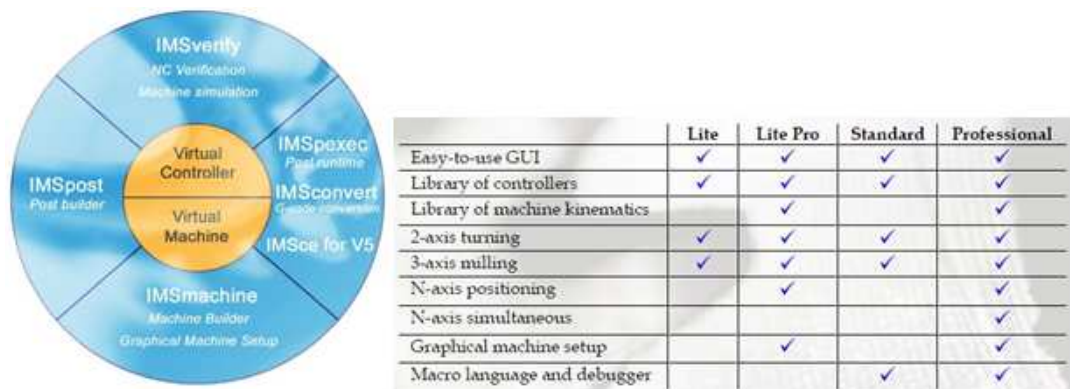 IMSverify
NC Verification
Machine simulation
IMSpexec
Post runtime
IMSconvert
G-code conversion
IMSce for V5
IMSpost
Post builder
Virtual
Controller
Virtual
Machine
IMSmachine
Machine Builder
Graphical Machine Setup
Lite Lite Pro Standard Professional
Easy-to-use GUI ✓ ✓ ✓ ✓
Library of controllers ✓ ✓ ✓ ✓
Library of machine kinematics ✓ ✓
2-axis turning ✓ ✓ ✓ ✓
3-axis milling ✓ ✓ ✓ ✓
N-axis positioning ✓ ✓
N-axis simultaneous ✓
Graphical machine setup ✓ ✓
Macro language and debugger ✓ ✓